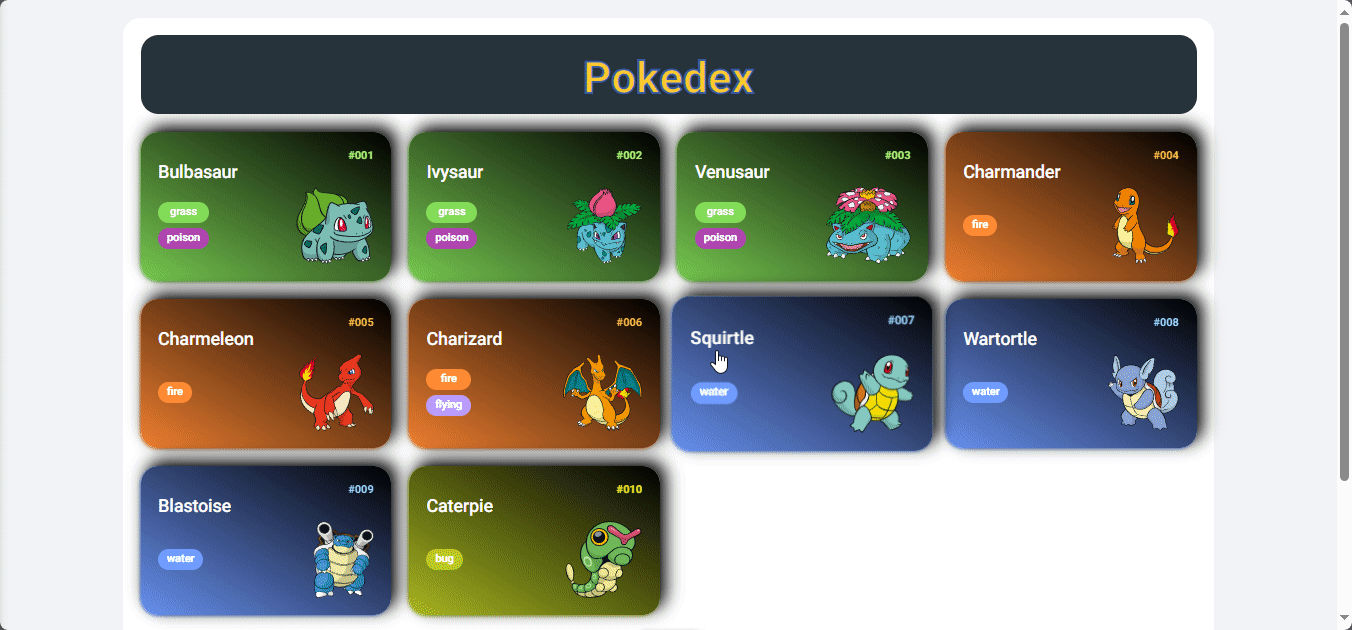 Pokedex
#001
Bulbasaur
grass
poison
#002
Ivysaur
grass
poison
#003
Venusaur
grass
poison
#004
Charmander
fire
#005
Charmeleon
fire
#006
Charizard
fire
flying
#007
Squirtle
water
#008
Wartortle
water
#009
Blastoise
water
#010
Caterpie
bug